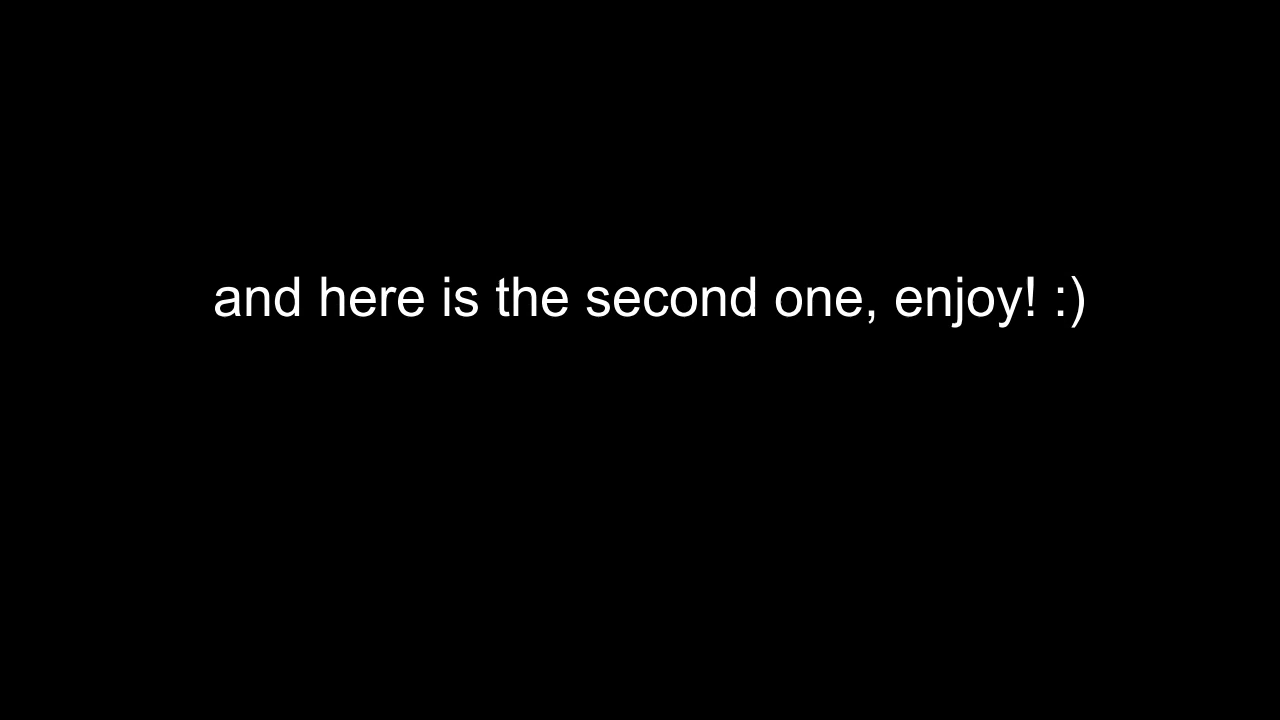 and here is the second one, enjoy! :)